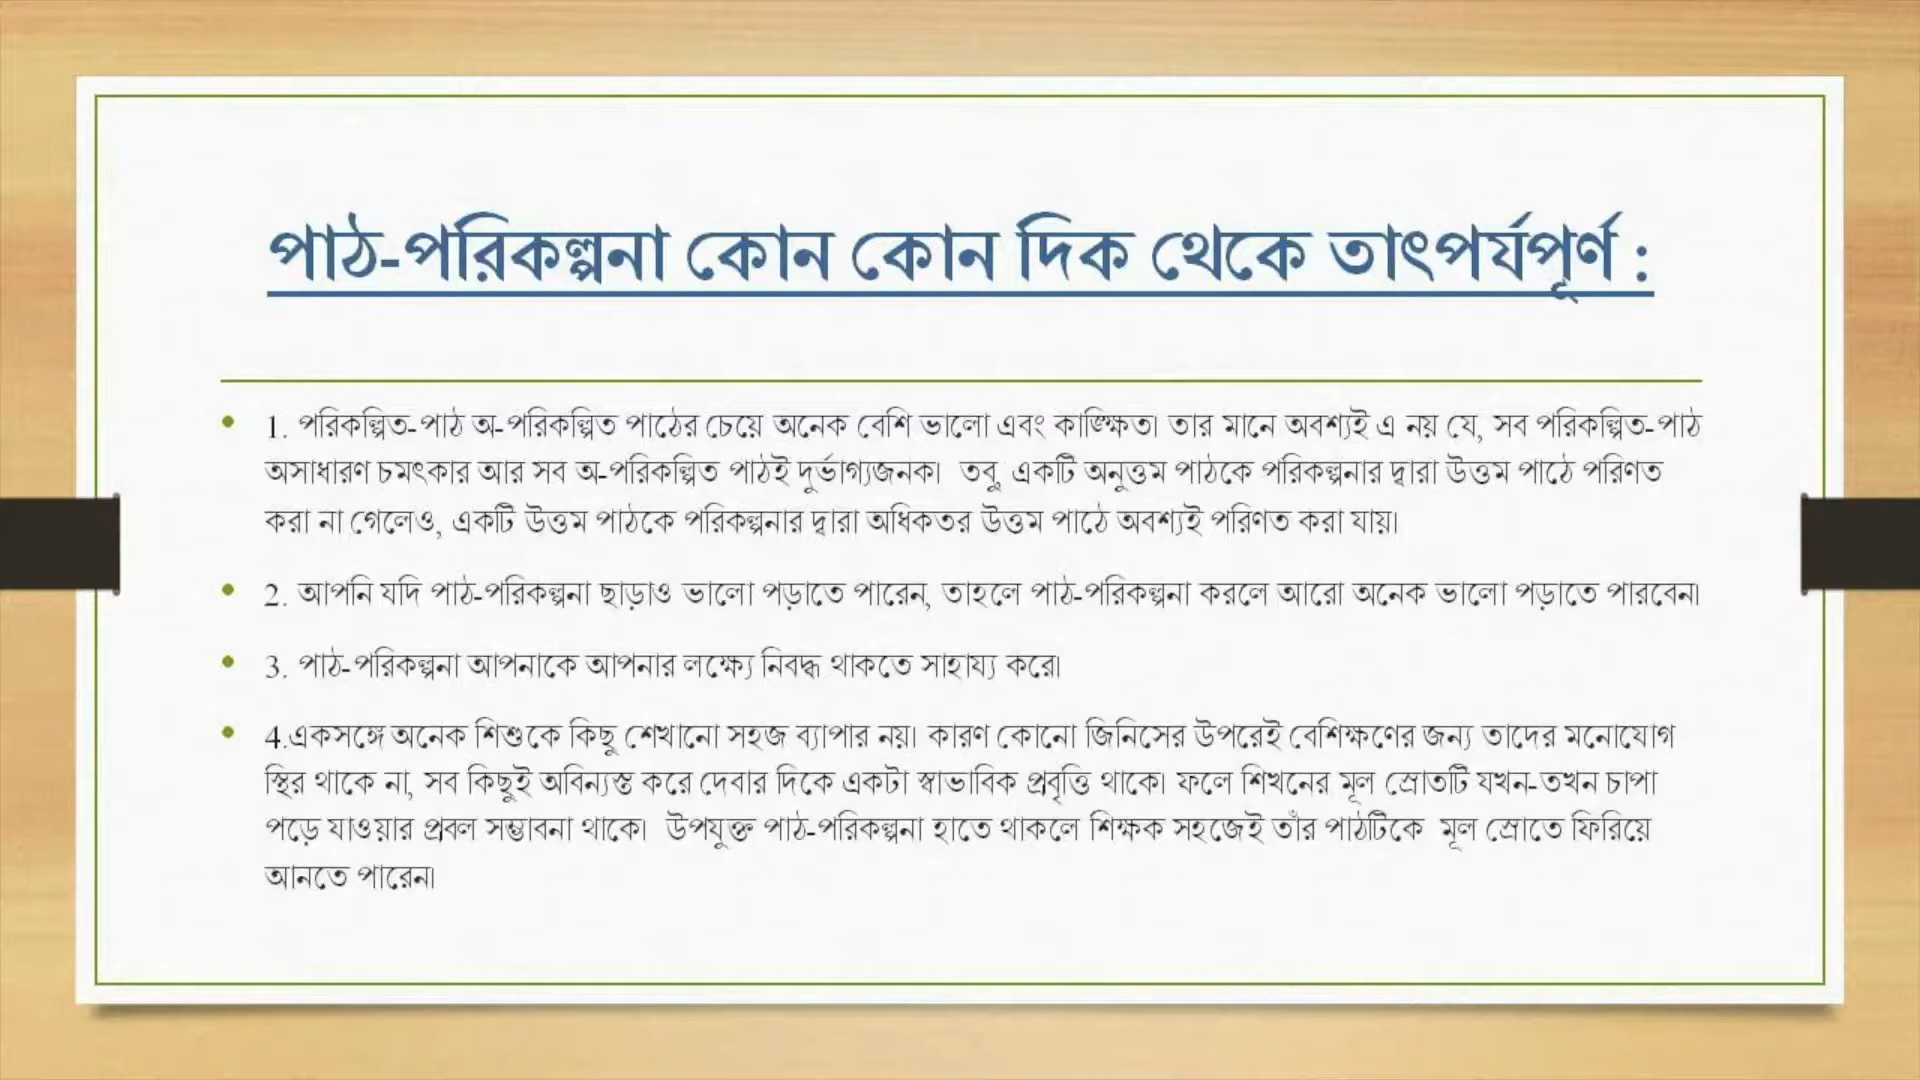 পাঠ-পরিকল্পনা কোন কোন দিক থেকে তাৎপর্যপূর্ণ :
• 1. পরিকল্পিত-পাঠ অ-পরিকল্পিত পাঠের চেয়ে অনেক বেশি ভালো এবং কাঙ্ক্ষিত। তার মানে অবশ্যই এ নয় যে, সব পরিকল্পিত-পাঠ
অসাধারণ চমৎকার আর সব অ-পরিকল্পিত পাঠই দুর্ভাগ্যজনক। তবু, একটি অনুত্তম পাঠকে পরিকল্পনার দ্বারা উত্তম পাঠে পরিণত
করা না গেলেও, একটি উত্তম পাঠকে পরিকল্পনার দ্বারা অধিকতর উত্তম পাঠে অবশ্যই পরিণত করা যায়।
• 2. আপনি যদি পাঠ-পরিকল্পনা ছাড়াও ভালো পড়াতে পারেন, তাহলে পাঠ-পরিকল্পনা করলে আরো অনেক ভালো পড়াতে পারবেন।
• 3. পাঠ-পরিকল্পনা আপনাকে আপনার লক্ষ্যে নিবদ্ধ থাকতে সাহায্য করে।
• 4.একসঙ্গে অনেক শিশুকে কিছু শেখানো সহজ ব্যাপার নয়। কারণ কোনো জিনিসের উপরেই বেশিক্ষণের জন্য তাদের মনোযোগ
স্থির থাকে না, সব কিছুই অবিন্যস্ত করে দেবার দিকে একটা স্বাভাবিক প্রবৃত্তি থাকে। ফলে শিখনের মূল স্রোতটি যখন-তখন চাপা
পড়ে যাওয়ার প্রবল সম্ভাবনা থাকে। উপযুক্ত পাঠ-পরিকল্পনা হাতে থাকলে শিক্ষক সহজেই তাঁর পাঠটিকে মূল স্রোতে ফিরিয়ে
আনতে পারেন।